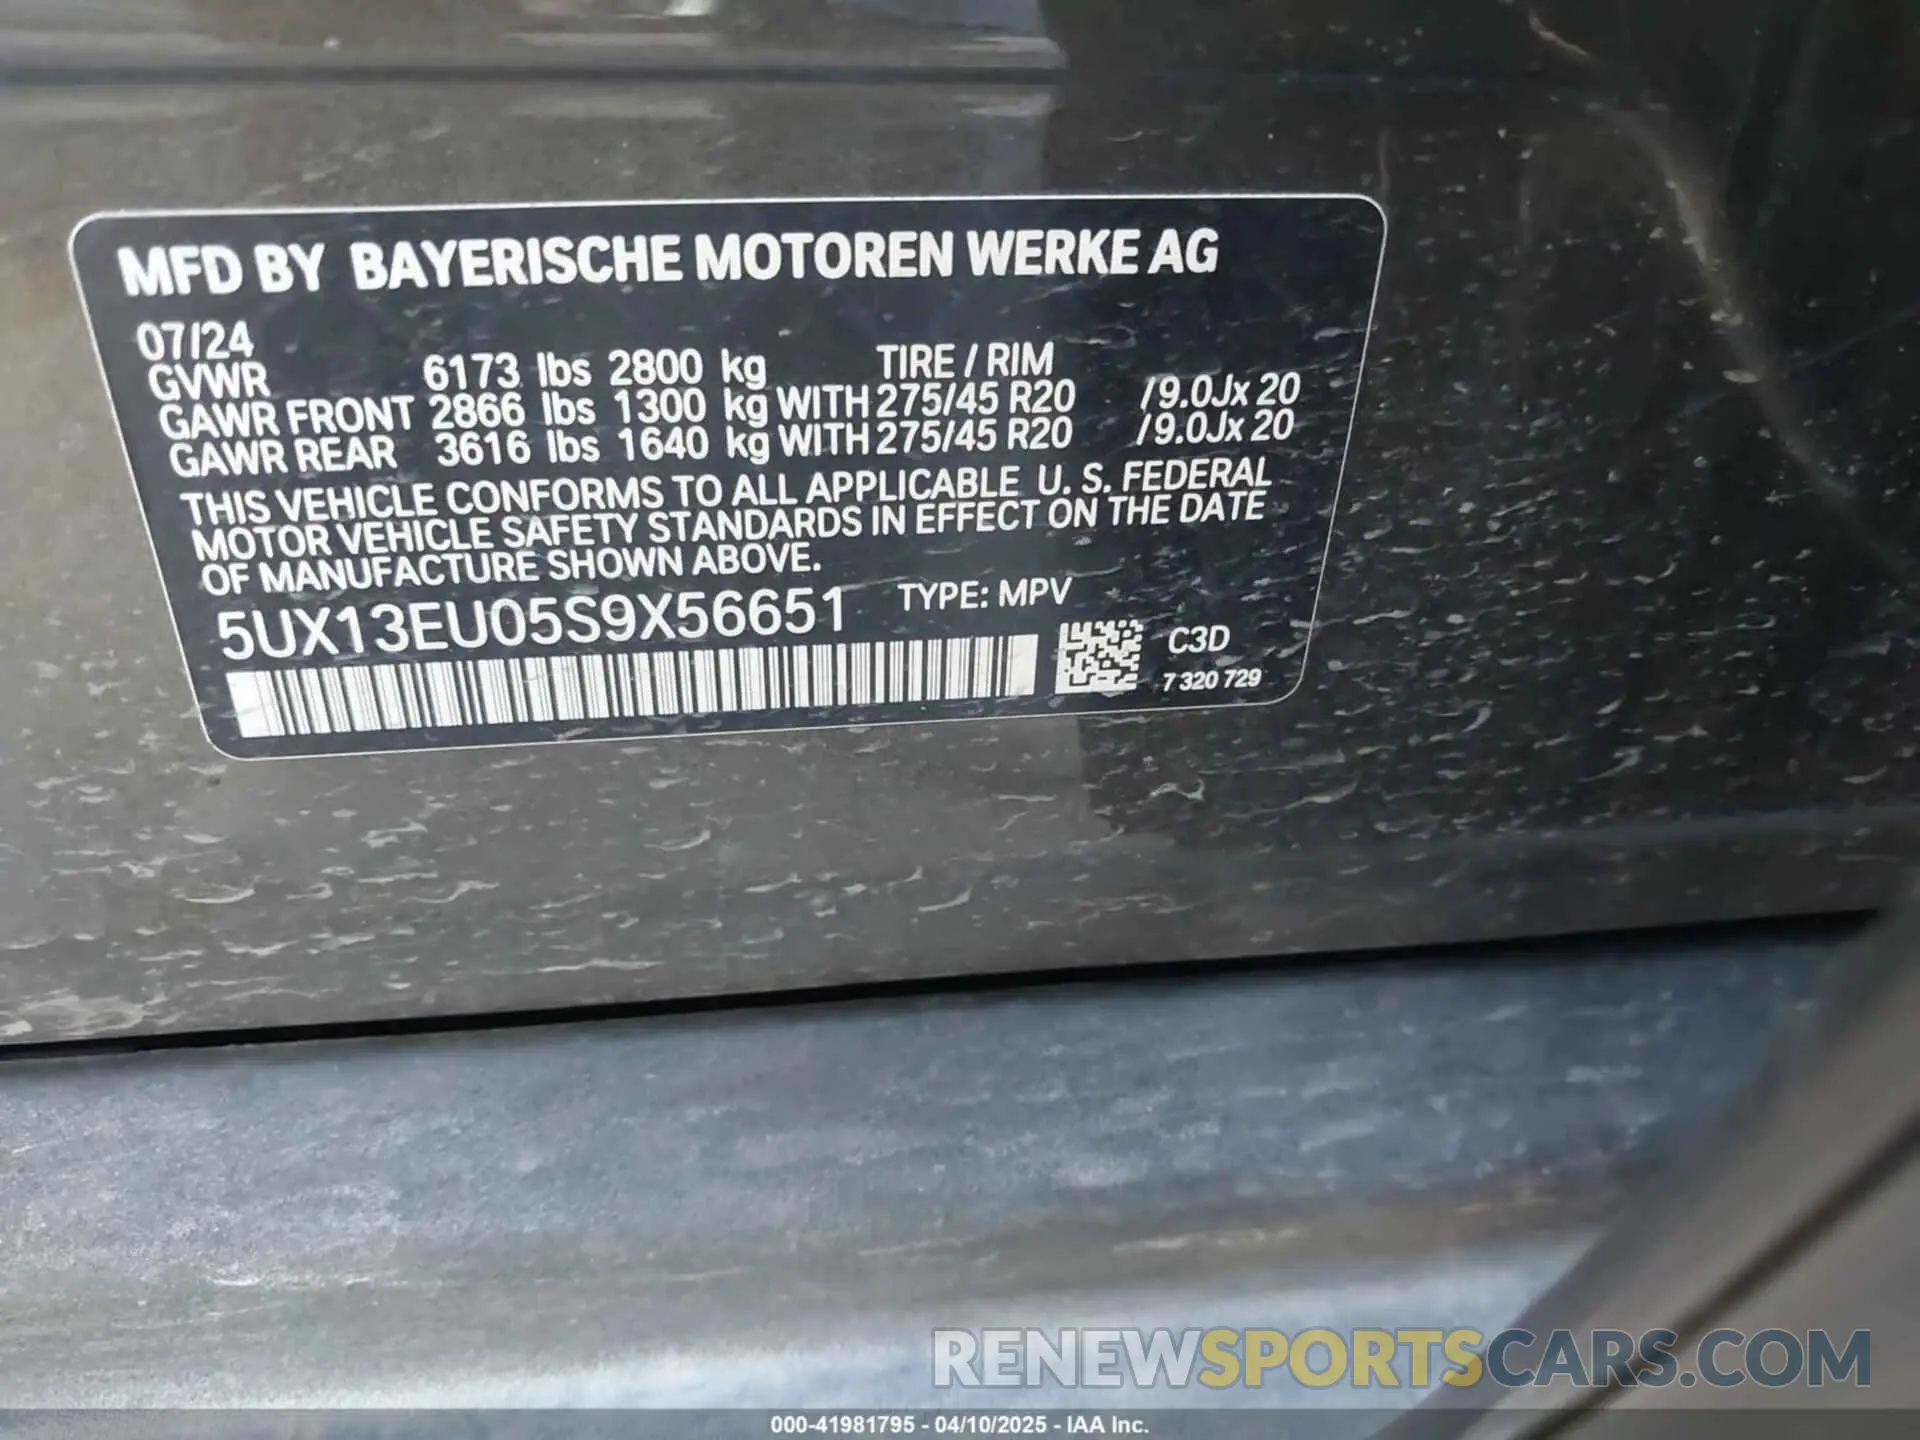 MFD BY BAYERISCHE MOTOREN WERKE AG
07/24
TIRE / RIM
GVWR 6173 lbs 2800 kg
GAWR FRONT 2866 lbs 1300 kg WITH 275/45 R20 /9.0Jx 20
GAWR REAR 3616 lbs 1640 kg WITH 275/45 R20 /9.0Jx 20
THIS VEHICLE CONFORMS TO ALL APPLICABLE U. S. FEDERAL
MOTOR VEHICLE SAFETY STANDARDS IN EFFECT ON THE DATE
OF MANUFACTURE SHOWN ABOVE.
5UX13EU05S9X56651 TYPE: MPV
C3D
7 320 729
RENEWSPORTSCARS.COM
000-41981795 - 04/10/2025 - IAA Inc.